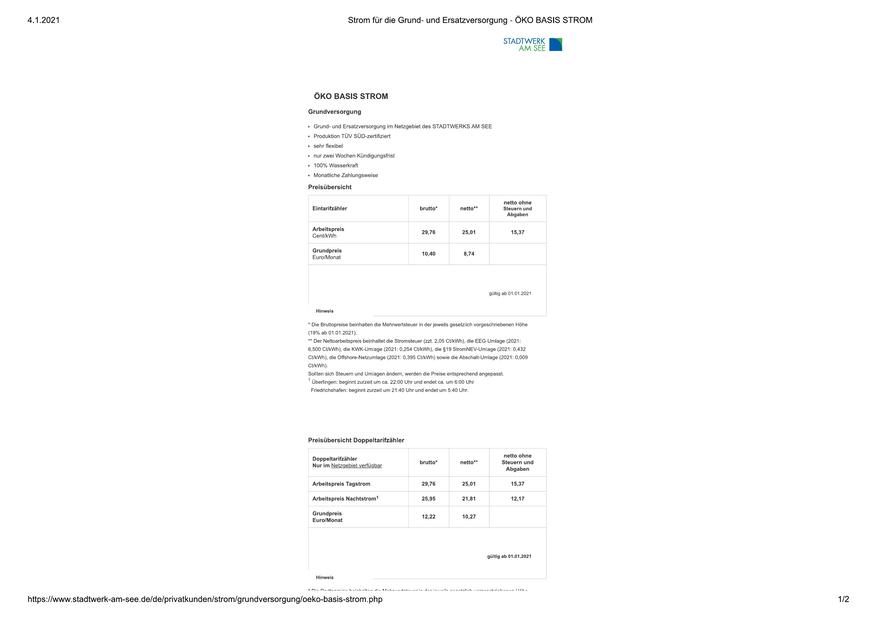 4.1.2021
Strom für die Grund- und Ersatzversorgung - ÖKO BASIS STROM
STADTWERK
AM SEE
ÖKO BASIS STROM
Grundversorgung
• Grund- und Ersatzversorgung im Netzgebiet des STADTWERKS AM SEE
• Produktion TÜV SÜD-zertifiziert
• sehr flexibel
• nur zwei Wochen Kündigungsfrist
• 100% Wasserkraft
• Monatliche Zahlungsweise
Preisübersicht
Eintarifzähler brutto* netto** netto ohne Steuern und Abgaben
Arbeitspreis Cent/kWh 29,76 25,01 15,37
Grundpreis Euro/Monat 10,40 8,74
gültig ab 01.01.2021
Hinweis
* Die Bruttopreise beinhalten die Mehrwertsteuer in der jeweils gesetzlich vorgeschriebenen Höhe
(19% ab 01.01.2021).
** Der Nettoarbeitspreis beinhaltet die Stromsteuer (zzt. 2,05 Ct/kWh), die EEG-Umlage (2021:
6,500 Ct/kWh), die KWK-Umlage (2021: 0,254 Ct/kWh), die §19 StromNEV-Umlage (2021: 0,432
Ct/kWh), die Offshore-Netzumlage (2021: 0,395 Ct/kWh) sowie die Abschalt-Umlage (2021: 0,009
Ct/kWh).
Sollten sich Steuern und Umlagen ändern, werden die Preise entsprechend angepasst.
1 Überlingen: beginnt zurzeit um ca. 22:00 Uhr und endet ca. um 6:00 Uhr
Friedrichshafen: beginnt zurzeit um 21:40 Uhr und endet um 5:40 Uhr.
Preisübersicht Doppeltarifzähler
Doppeltarifzähler Nur im Netzgebiet verfügbar brutto* netto** netto ohne Steuern und Abgaben
Arbeitspreis Tagstrom 29,76 25,01 15,37
Arbeitspreis Nachtstrom1 25,95 21,81 12,17
Grundpreis Euro/Monat 12,22 10,27
gültig ab 01.01.2021
Hinweis
https://www.stadtwerk-am-see.de/de/privatkunden/strom/grundversorgung/oeko-basis-strom.php
1/2